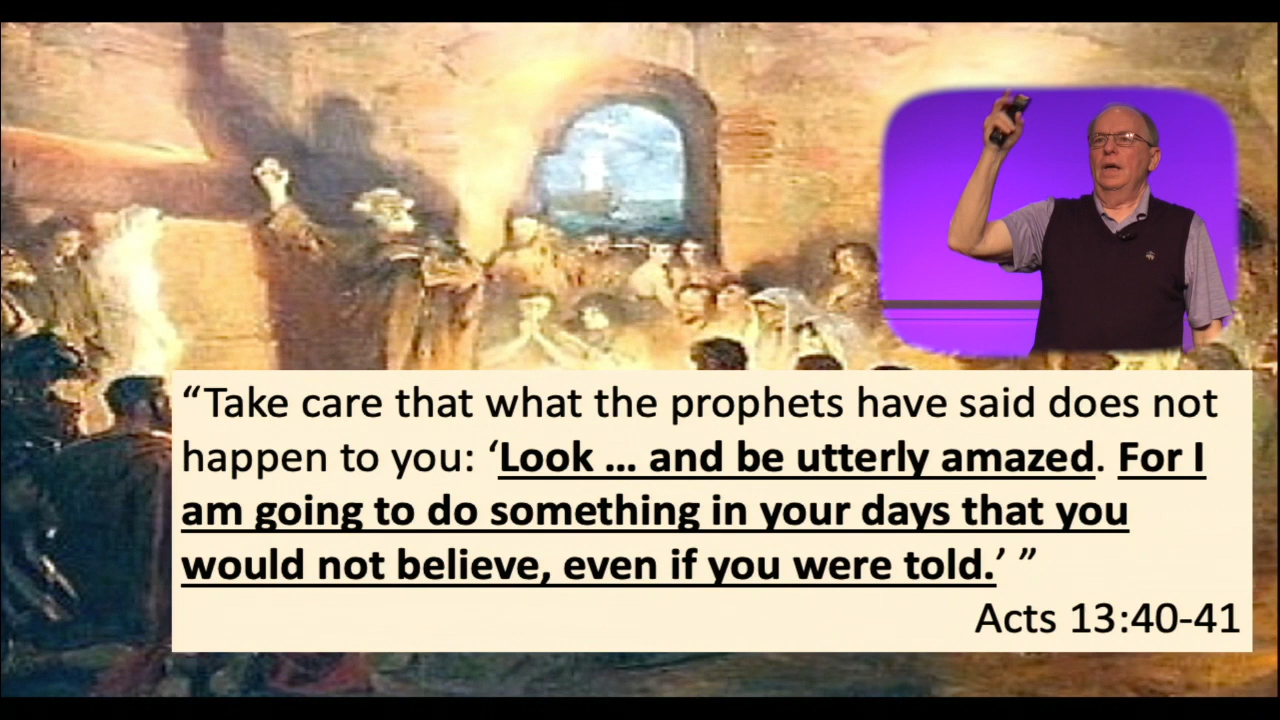 “Take care that what the prophets have said does not
happen to you: ‘Look ... and be utterly amazed. For I
am going to do something in your days that you
would not believe, even if you were told.’ ”
Acts 13:40-41